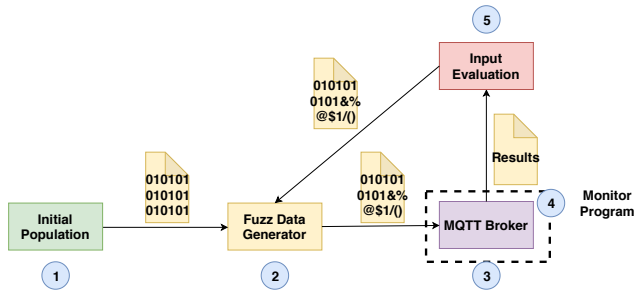 5
Input
Evaluation
010101
0101&%
@$1/()
Results
010101
010101
010101
010101
0101&%
@$1/()
4
Monitor
Program
Initial
Population
Fuzz Data
Generator
MQTT Broker
1
2
3